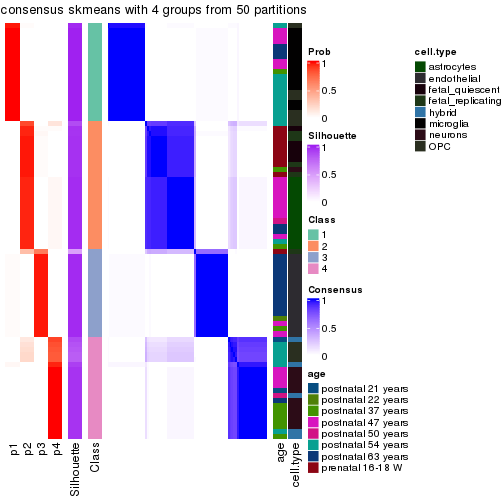 consensus skmeans with 4 groups from 50 partitions
Prob
1
0.5
0
Silhouette
1
0.5
0
Class
1
2
3
4
Consensus
1
0.5
0
age
postnatal 21 years
postnatal 22 years
postnatal 37 years
postnatal 47 years
postnatal 50 years
postnatal 54 years
postnatal 63 years
prenatal 16-18 W
cell.type
astrocytes
endothelial
fetal_quiescent
fetal_replicating
hybrid
microglia
neurons
OPC
p1
p2
p3
p4
Silhouette
Class
age
cell.type